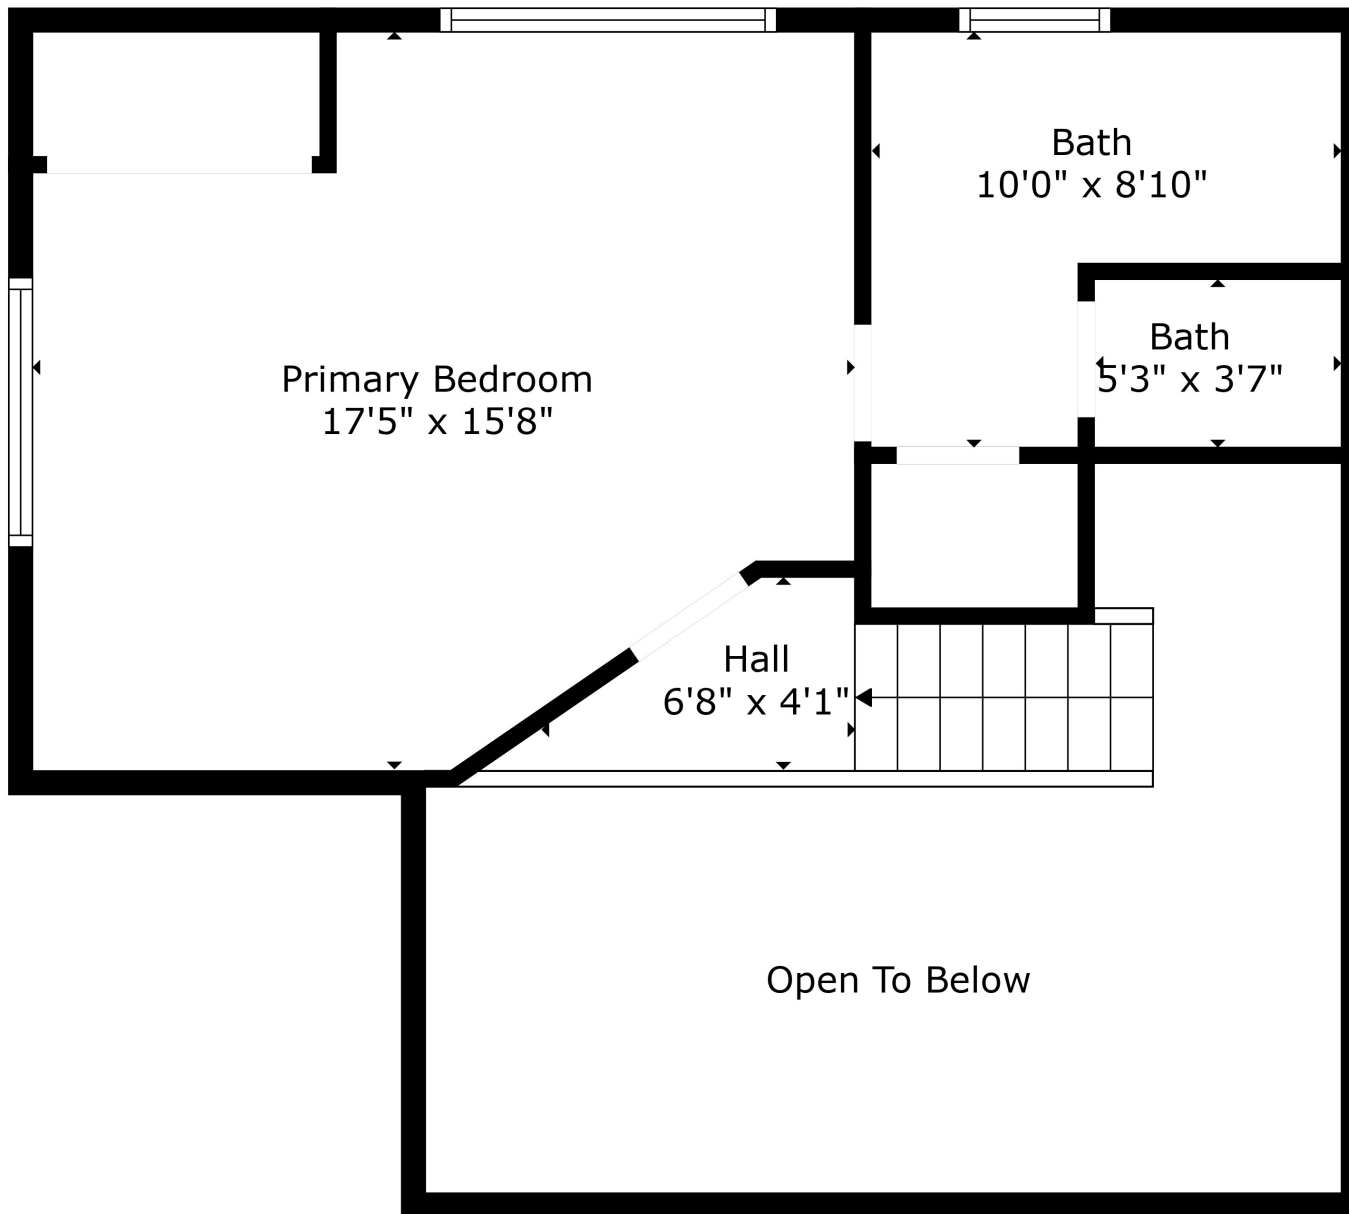 Bath
10'0" x 8'10"
Bath
5'3" x 3'7"
Primary Bedroom
17'5" x 15'8"
Hall
6'8" x 4'1"
Open To Below